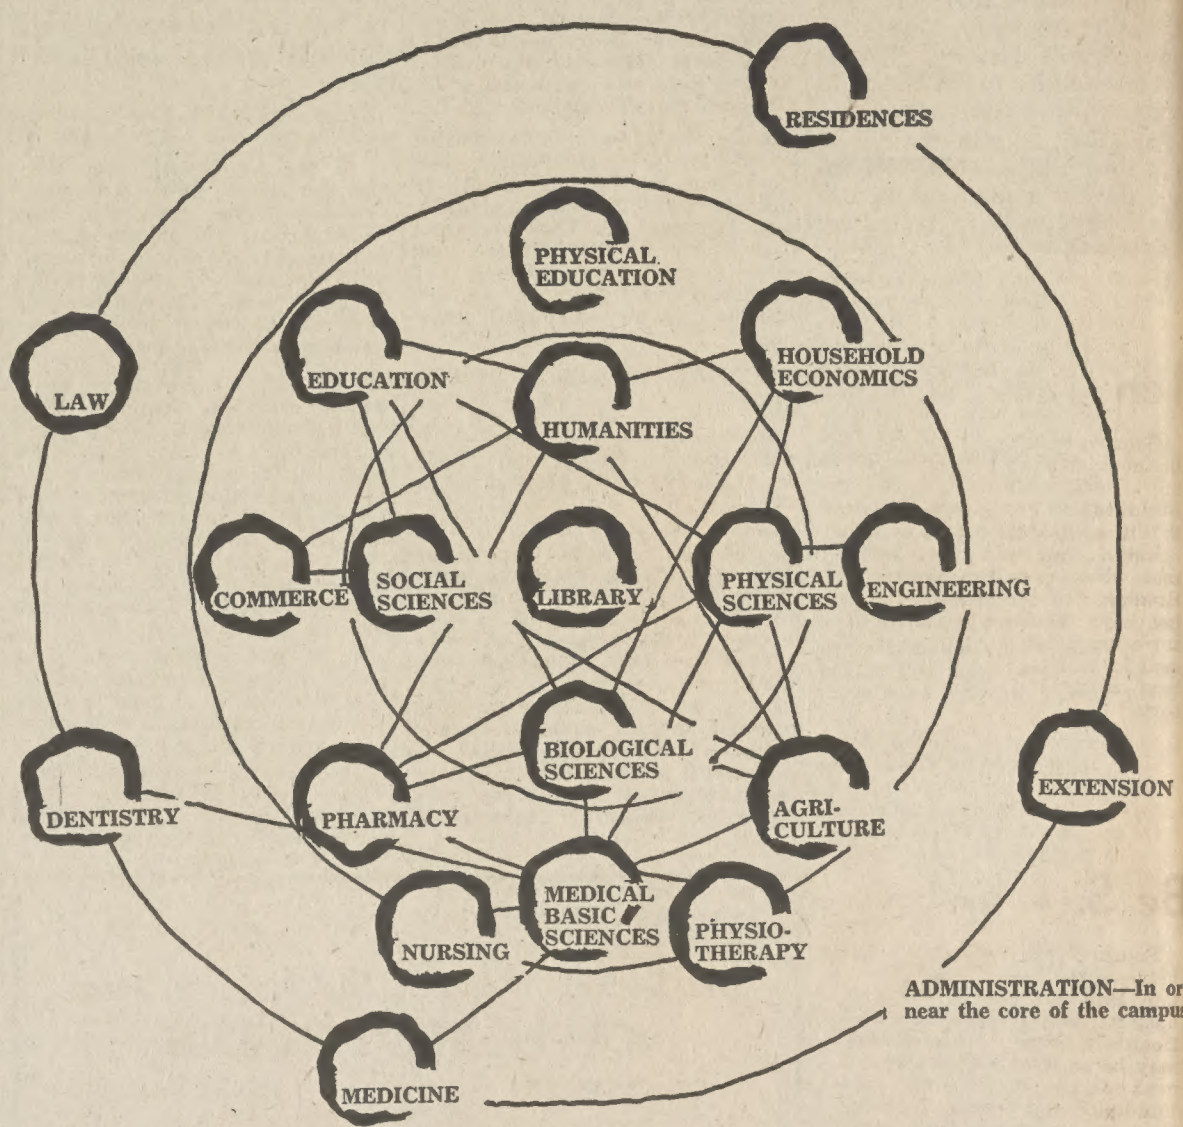 RESIDENCES
PHYSICAL
EDUCATION
HOUSEHOLD
ECONOMICS
EDUCATION
LAW
HUMANITIES
COMMERCE
SOCIAL
SCIENCES
LIBRARY
PHYSICAL
SCIENCES
ENGINEERING
BIOLOGICAL
SCIENCES
EXTENSION
DENTISTRY
PHARMACY
AGRI-
CULTURE
MEDICAL
BASIC
SCIENCES
NURSING
PHYSIO-
THERAPY
ADMINISTRATION—In or
near the core of the campus
MEDICINE